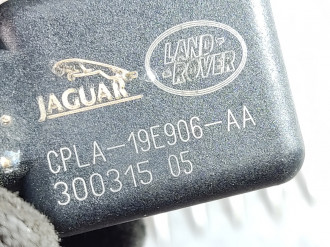 JAGUAR
LAND
ROVER
CPLA-19E906-AA
300315 05